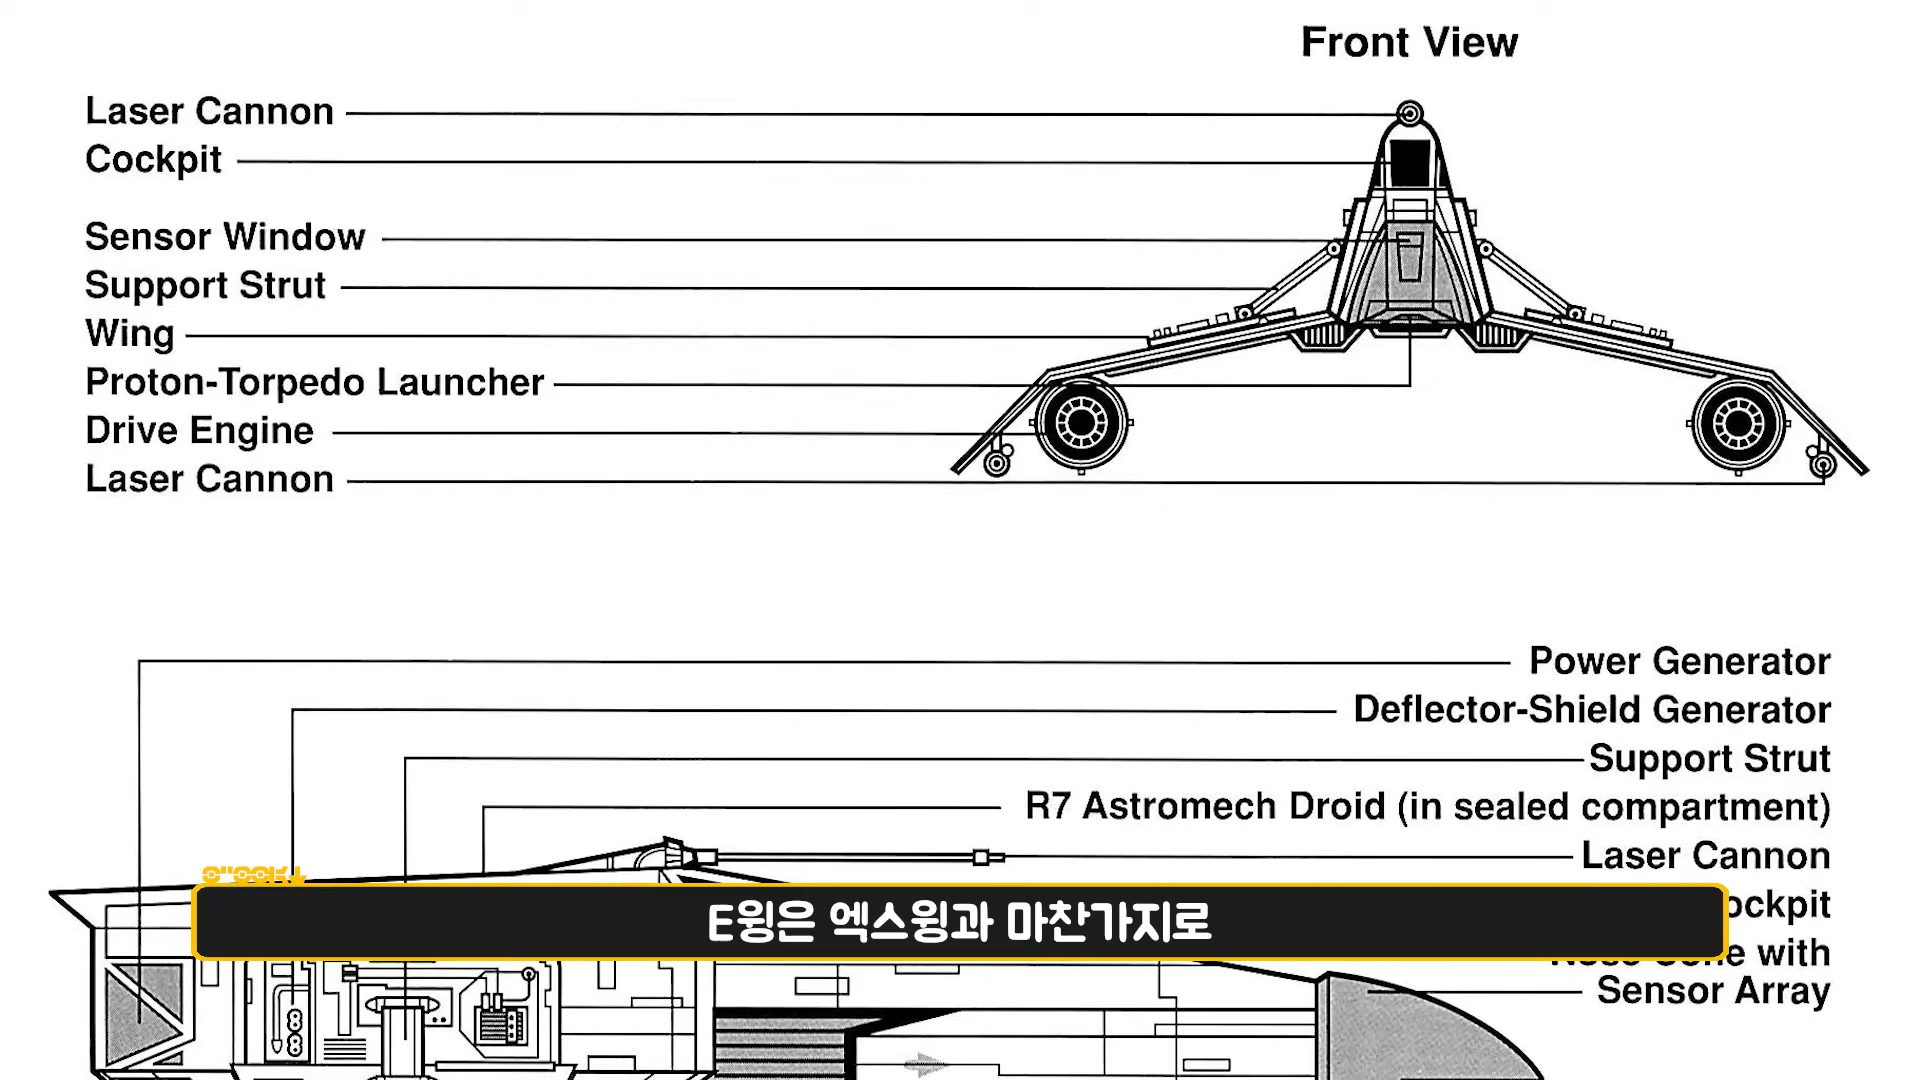 Front View
Laser Cannon
Cockpit
Sensor Window
Support Strut
Wing
Proton-Torpedo Launcher
Drive Engine
Laser Cannon
Power Generator
Deflector-Shield Generator
Support Strut
R7 Astromech Droid (in sealed compartment)
Laser Cannon
E윙은 엑스윙과 마찬가지로
with
Sensor Array